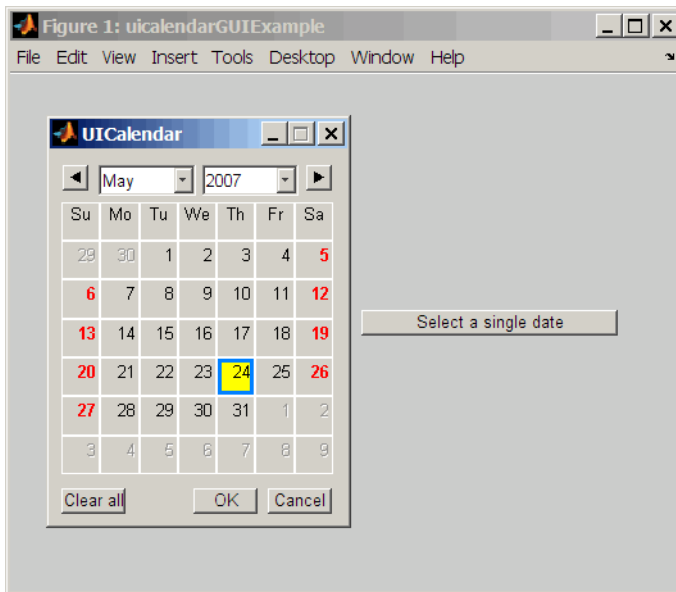 Figure 1: uicalendarGUIExample
File Edit View Insert Tools Desktop Window Help
UICalendar
May 2007
Su Mo Tu We Th Fr Sa
29 30 1 2 3 4 5
6 7 8 9 10 11 12
13 14 15 16 17 18 19
Select a single date
20 21 22 23 24 25 26
27 28 29 30 31 1 2
3 4 5 6 7 8 9
Clear all OK Cancel